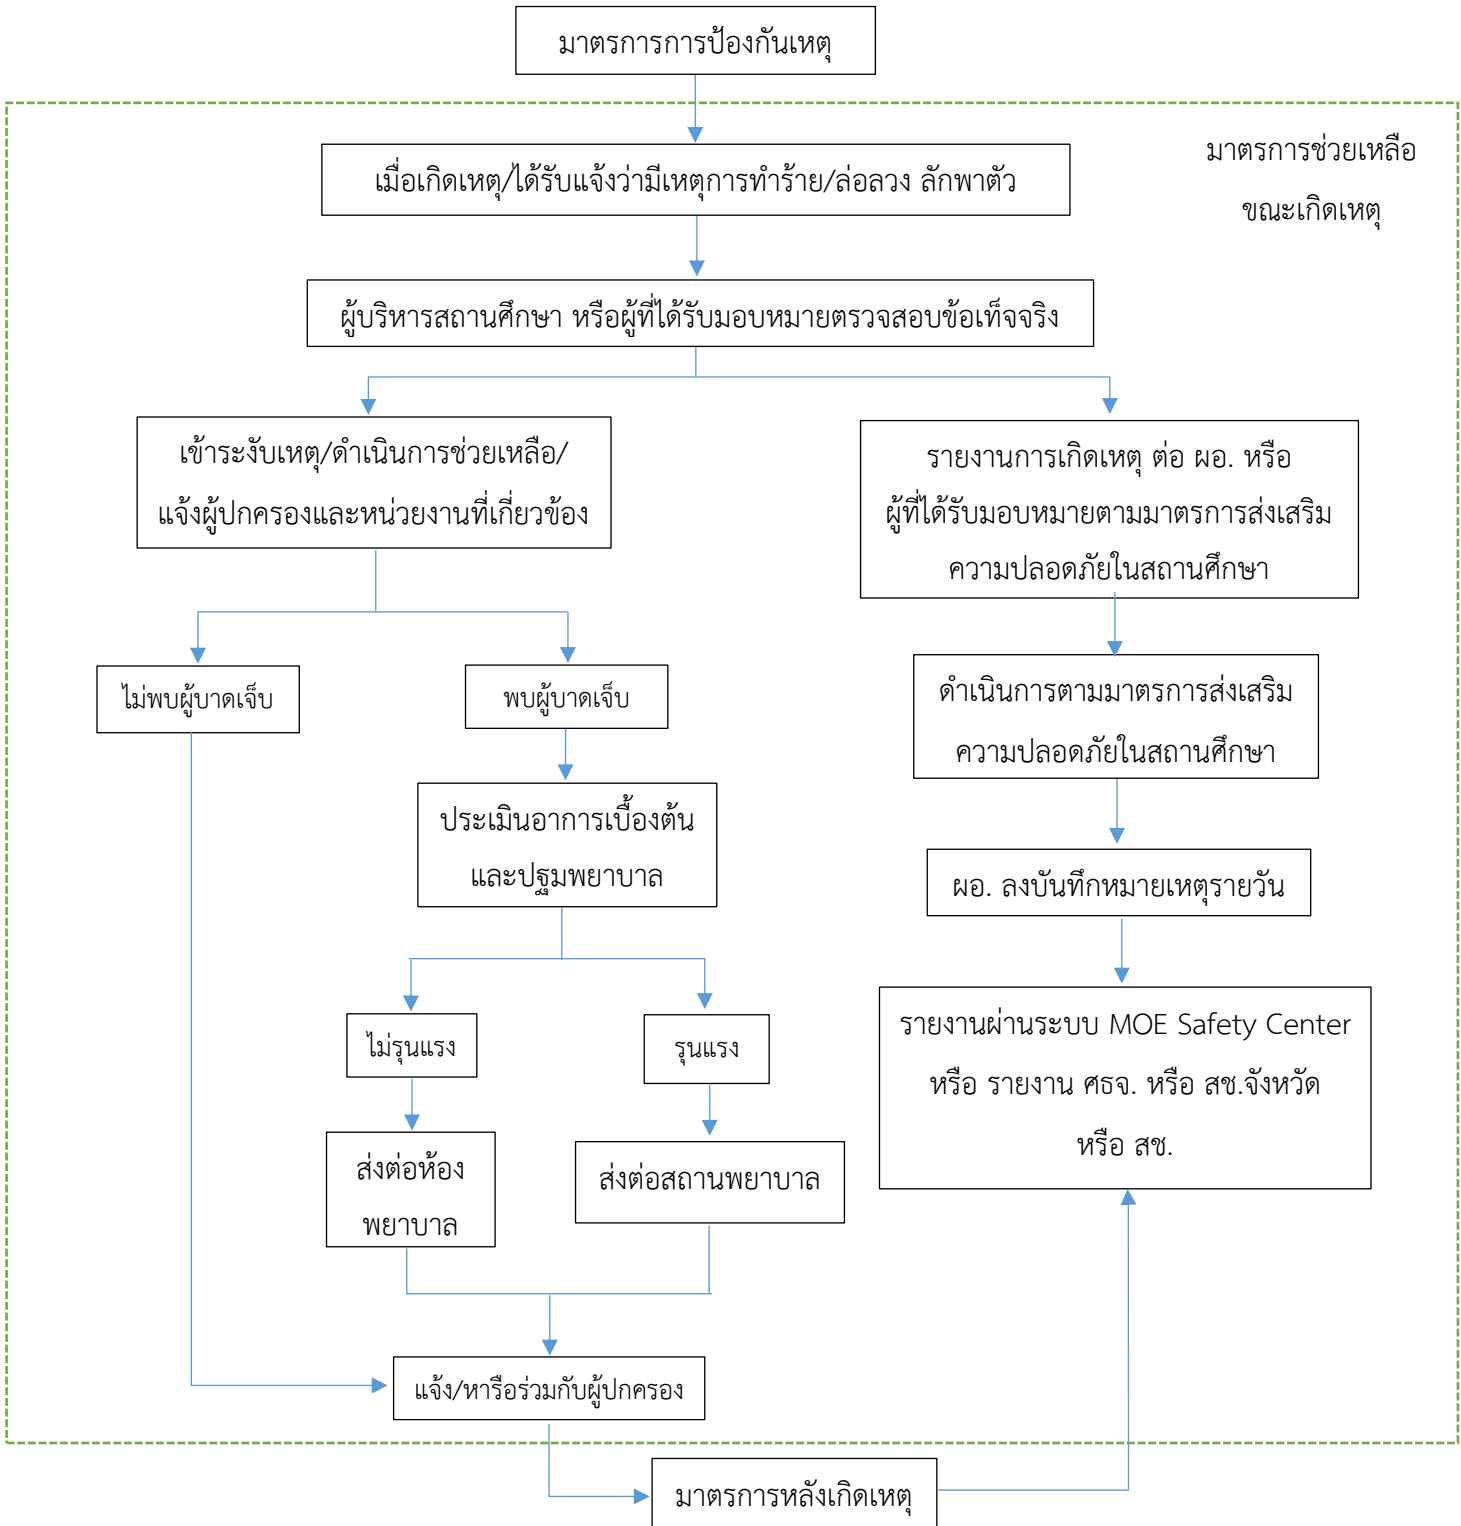 มาตรการการป้องกันเหตุ
มาตรการช่วยเหลือ
ขณะเกิดเหตุ
เมื่อเกิดเหตุ/ได้รับแจ้งว่ามีเหตุการทำร้าย/ล่อลวง ลักพาตัว
ผู้บริหารสถานศึกษา หรือผู้ที่ได้รับมอบหมายตรวจสอบข้อเท็จจริง
เข้าระงับเหตุ/ดำเนินการช่วยเหลือ/
แจ้งผู้ปกครองและหน่วยงานที่เกี่ยวข้อง
รายงานการเกิดเหตุ ต่อ ผอ. หรือ
ผู้ที่ได้รับมอบหมายตามมาตรการส่งเสริม
ความปลอดภัยในสถานศึกษา
ไม่พบผู้บาดเจ็บ
พบผู้บาดเจ็บ
ดำเนินการตามมาตรการส่งเสริม
ความปลอดภัยในสถานศึกษา
ประเมินอาการเบื้องต้น
และปฐมพยาบาล
ผอ. ลงบันทึกหมายเหตุรายวัน
ไม่รุนแรง
รุนแรง
รายงานผ่านระบบ MOE Safety Center
หรือ รายงาน ศธจ. หรือ สช.จังหวัด
หรือ สช.
ส่งต่อห้อง
พยาบาล
ส่งต่อสถานพยาบาล
แจ้ง/หารือร่วมกับผู้ปกครอง
มาตรการหลังเกิดเหตุ